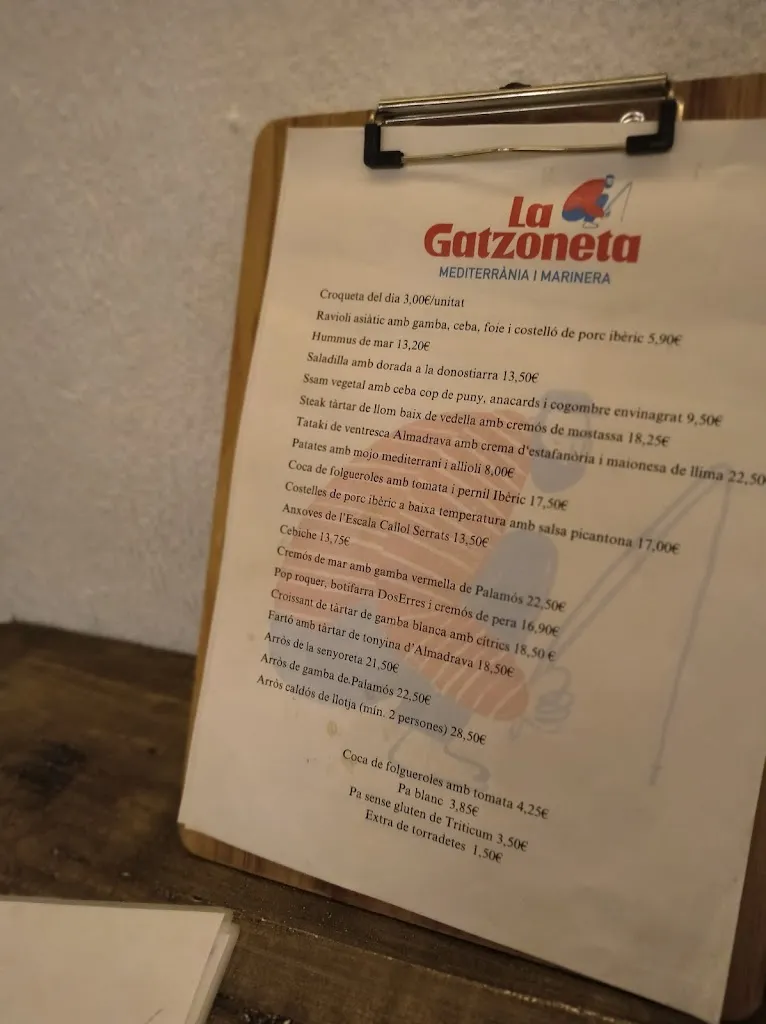 La
Gatzoneta
MEDITERRÀNIA I MARINERA
Croqueta del dia 3,00€/unitat
Ravioli asiàtic amb gamba, ceba, foie i costelló de porc ibèric 5,90€
Hummus de mar 13,20€
Saladilla amb dorada a la donostiarra 13,50€
Ssam vegetal amb ceba cop de puny, anacards i cogombre envinagrat 9,50€
Steak tàrtar de llom baix de vedella amb cremós de mostassa 18,25€
Tataki de ventresca Almadrava amb crema d'estafanòria i maionesa de llima 22,50
Patates amb mojo mediterrani i allioli 8,00€
Coca de folgueroles amb tomata i pernil Ibèric 17,50€
Costelles de porc ibèric a baixa temperatura amb salsa picantona 17,00€
Anxoves de l'Escala Callol Serrats 13,50€
Cebiche 13,75€
Cremós de mar amb gamba vermella de Palamós 22,50€
Pop roquer, botifarra DosErres i cremós de pera 16,90€
Croissant de tàrtar de gamba blanca amb cítrics 18,50 €
Fartó amb tàrtar de tonyina d'Almadrava 18,50€
Arròs de la senyoreta 21,50€
Arròs de gamba de Palamós 22,50€
Arròs caldós de llotja (mín. 2 persones) 28,50€
Coca de folgueroles amb tomata 4,25€
Pa blanc 3,85€
Pa sense gluten de Triticum 3,50€
Extra de torradetes 1,50€